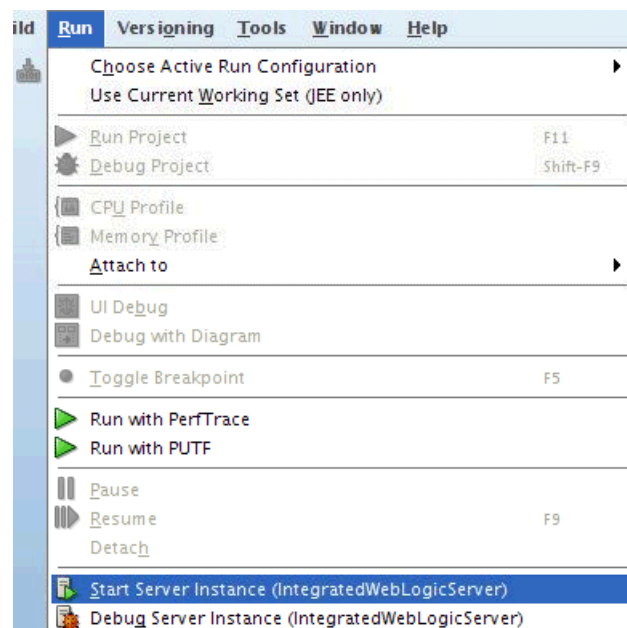 ild Run Versioning Tools Window Help
Choose Active Run Configuration
Use Current Working Set (JEE only)
Run Project F11
Debug Project Shift-F9
CPU Profile
Memory Profile
Attach to
UI Debug
Debug with Diagram
Toggle Breakpoint F5
Run with PerfTrace
Run with PUTF
Pause
Resume F9
Detach
Start Server Instance (IntegratedWebLogicServer)
Debug Server Instance (IntegratedWebLogicServer)